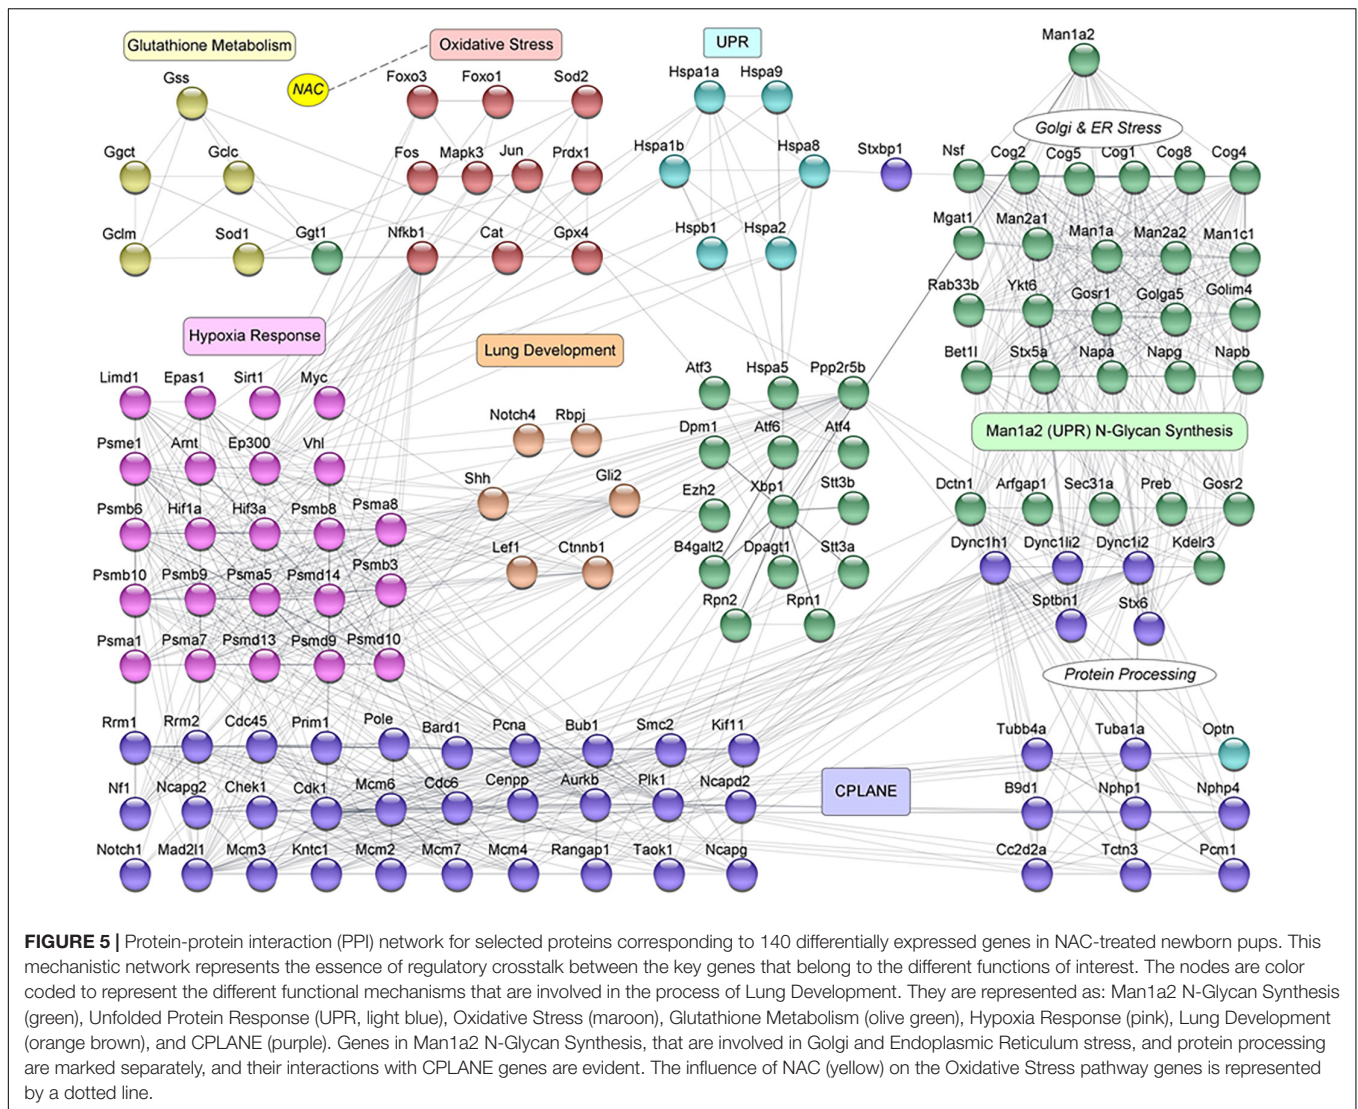 Glutathione Metabolism
Oxidative Stress
UPR
Man1a2
NAC
Gss
Foxo3 Foxo1 Sod2
Hspa1a Hspa9
Golgi & ER Stress
Ggct Gclc
Fos Mapk3 Jun Prdx1
Hspa1b Hspa8 Stxbp1
Nsf Cog2 Cog5 Cog1 Cog8 Cog4
Gclm Sod1 Ggt1
Nfkb1 Cat Gpx4
Hspb1 Hspa2
Mgat1 Man2a1 Man1a Man2a2 Man1c1
Rab33b Ykt6 Gosr1 Golga5 Golim4
Hypoxia Response
Lung Development
Bet1l Stx5a Napa Napg Napb
Limd1 Epas1 Sirt1 Myc
Atf3 Hspa5 Ppp2r5b
Notch4 Rbpj
Man1a2 (UPR) N-Glycan Synthesis
Psme1 Arnt Ep300 Vhl
Dpm1 Atf6 Atf4
Shh Gli2
Ezh2 Xbp1 Stt3b
Dctn1 Arfgap1 Sec31a Preb Gosr2
Psmb6 Hif1a Hif3a Psmb8 Psma8
Lef1 Ctnnb1
B4galt2 Dpagt1 Stt3a
Dync1h1 Dync1li2 Dync1i2 Kdelr3
Psmb10 Psmb9 Psma5 Psmd14 Psmb3
Rpn2 Rpn1
Sptbn1 Stx6
Psma1 Psma7 Psmd13 Psmd9 Psmd10
Protein Processing
Rrm1 Rrm2 Cdc45 Prim1 Pole Bard1 Pcna Bub1 Smc2 Kif11
Tubb4a Tuba1a Optn
Nf1 Ncapg2 Chek1 Cdk1 Mcm6 Cdc6 Cenpp Aurkb Plk1 Ncapd2
CPLANE
B9d1 Nphp1 Nphp4
Notch1 Mad2l1 Mcm3 Kntc1 Mcm2 Mcm7 Mcm4 Rangap1 Taok1 Ncapg
Cc2d2a Tctn3 Pcm1
FIGURE 5 | Protein-protein interaction (PPI) network for selected proteins corresponding to 140 differentially expressed genes in NAC-treated newborn pups. This
mechanistic network represents the essence of regulatory crosstalk between the key genes that belong to the different functions of interest. The nodes are color
coded to represent the different functional mechanisms that are involved in the process of Lung Development. They are represented as: Man1a2 N-Glycan Synthesis
(green), Unfolded Protein Response (UPR, light blue), Oxidative Stress (maroon), Glutathione Metabolism (olive green), Hypoxia Response (pink), Lung Development
(orange brown), and CPLANE (purple). Genes in Man1a2 N-Glycan Synthesis, that are involved in Golgi and Endoplasmic Reticulum stress, and protein processing
are marked separately, and their interactions with CPLANE genes are evident. The influence of NAC (yellow) on the Oxidative Stress pathway genes is represented
by a dotted line.